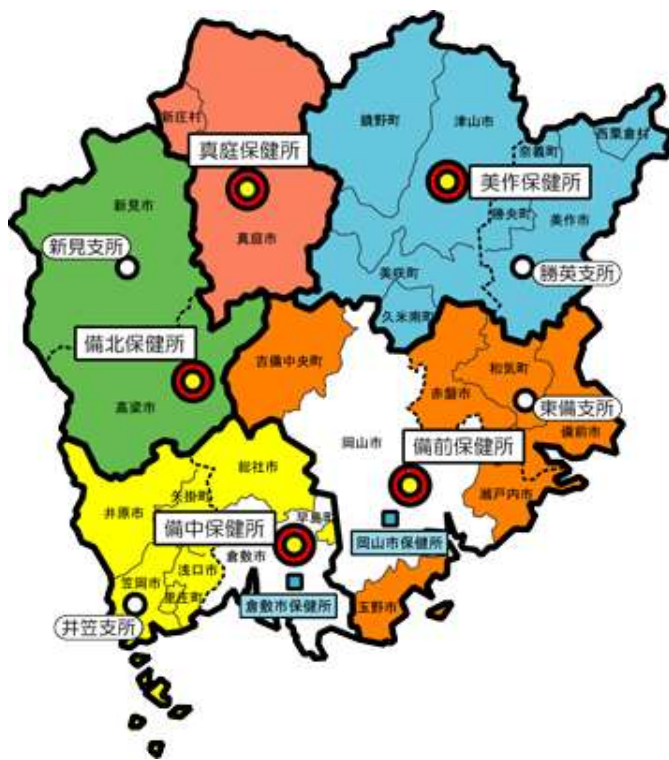 鏡野町
津山市
西粟倉村
新庄村
奈義町
真庭保健所
美作保健所
新見市
勝央町
美作市
真庭市
新見支所
美咲町
勝英支所
久米南町
備北保健所
吉備中央町
和気町
赤磐市
高梁市
東備支所
備前市
岡山市
備前保健所
総社市
矢掛町
井原市
瀬戸内市
早島町
備中保健所
岡山市保健所
倉敷市
浅口市
笠岡市
里庄町
倉敷市保健所
玉野市
井笠支所